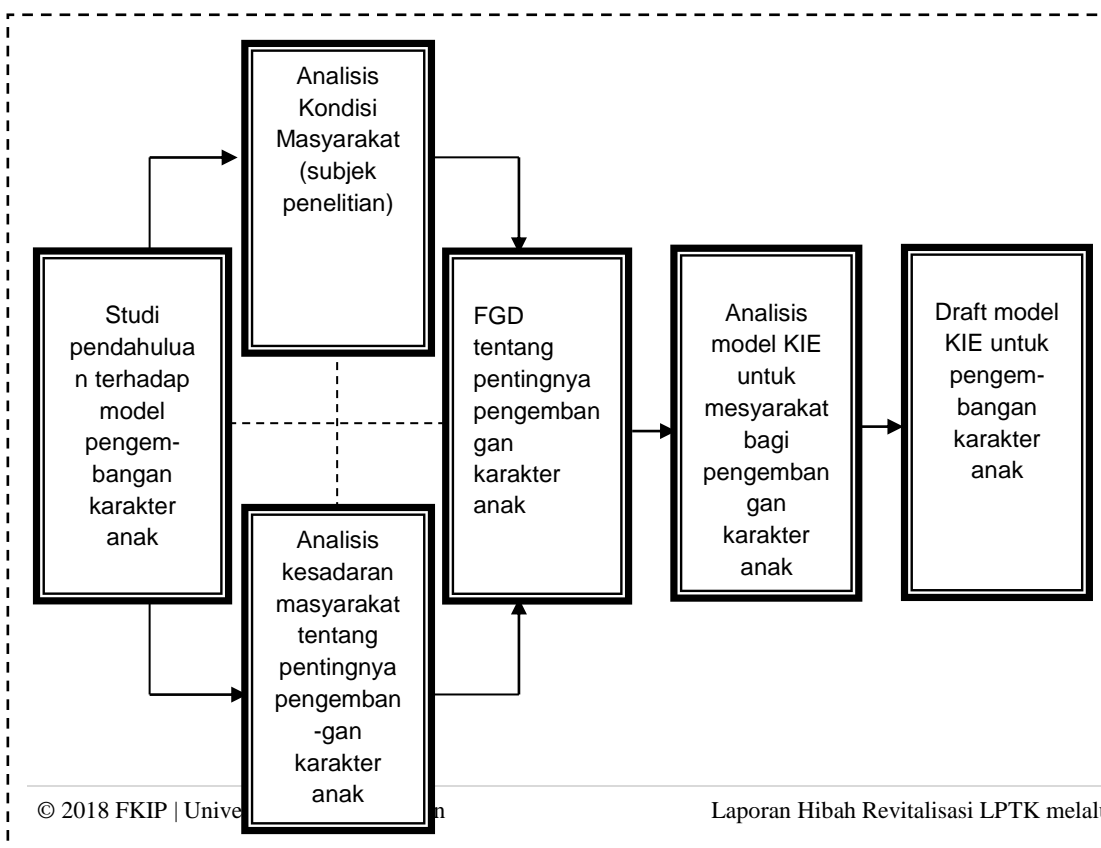 Analisis
Kondisi
Masyarakat
(subjek
penelitian)
Studi
pendahulua
n terhadap
model
pengem-
bangan
karakter
anak
Analisis
kesadaran
masyarakat
tentang
pentingnya
pengemban
-gan
karakter
anak
FGD
tentang
pentingnya
pengemban
gan
karakter
anak
Analisis
model KIE
untuk
mesyarakat
bagi
pengemban
gan
karakter
anak
Draft model
KIE untuk
pengem-
bangan
karakter
anak
© 2018 FKIP |
Laporan Hibah Revitalisasi LPTK